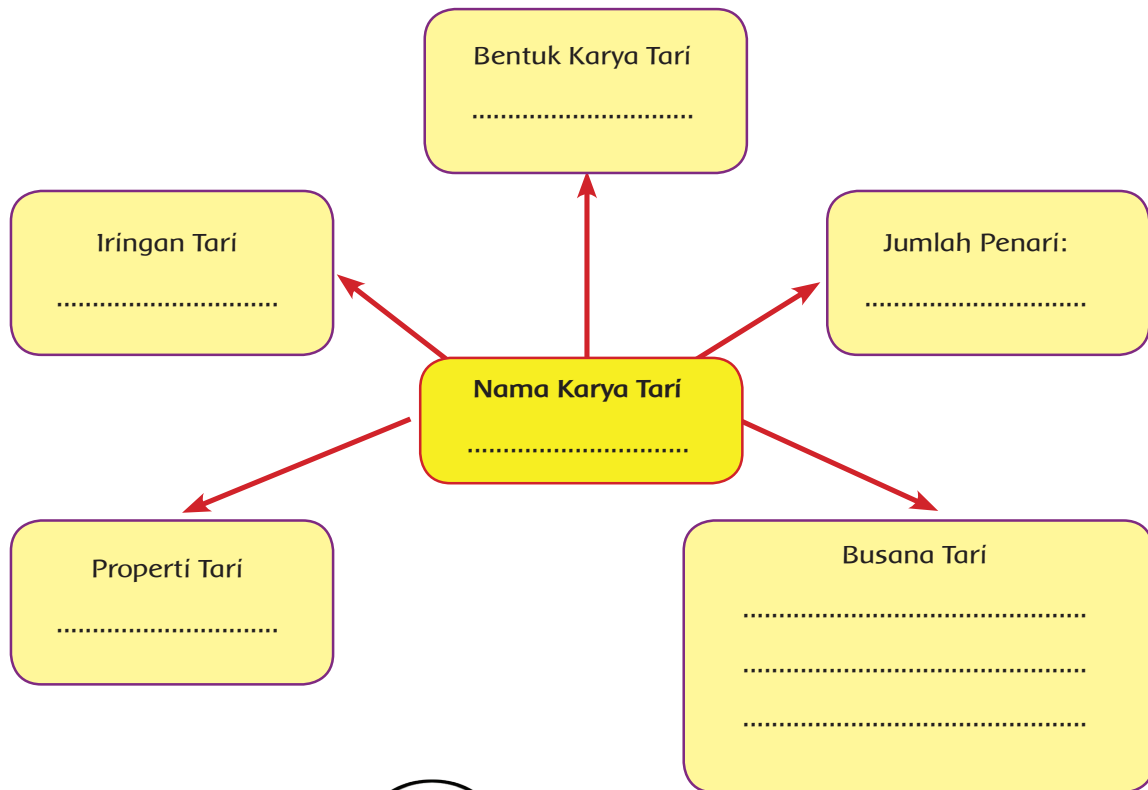 Bentuk Karya Tari
...............................
Iringan Tari
...............................
Jumlah Penari:
...............................
Nama Karya Tari
...............................
Properti Tari
...............................
Busana Tari
................................................
................................................
................................................